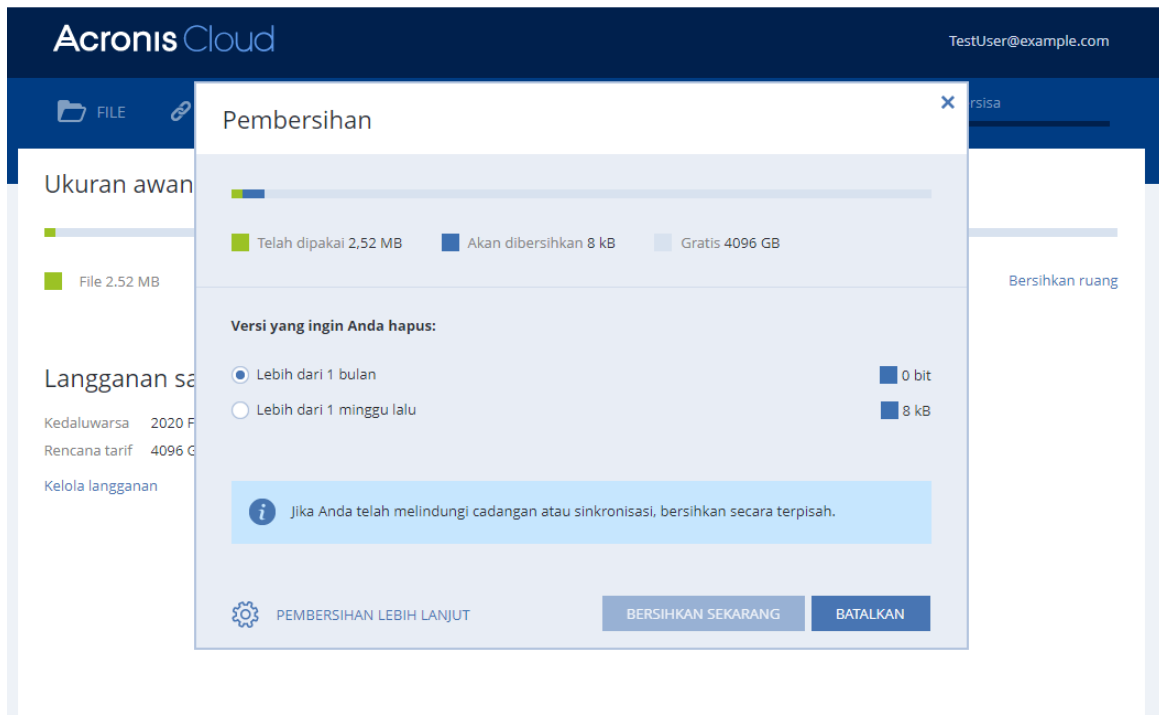 Acronis Cloud
TestUser@example.com
FILE
Pembersihan
Ukuran awan
Telah dipakai 2,52 MB
Akan dibersihkan 8 kB
Gratis 4096 GB
File 2.52 MB
Bersihkan ruang
Versi yang ingin Anda hapus:
Lebih dari 1 bulan
0 bit
Lebih dari 1 minggu lalu
8 kB
Langganan
Kedaluwarsa 2020
Rencana tarif 4096
Kelola langganan
Jika Anda telah melindungi cadangan atau sinkronisasi, bersihkan secara terpisah.
PEMBERSIHAN LEBIH LANJUT
BERSIHKAN SEKARANG
BATALKAN